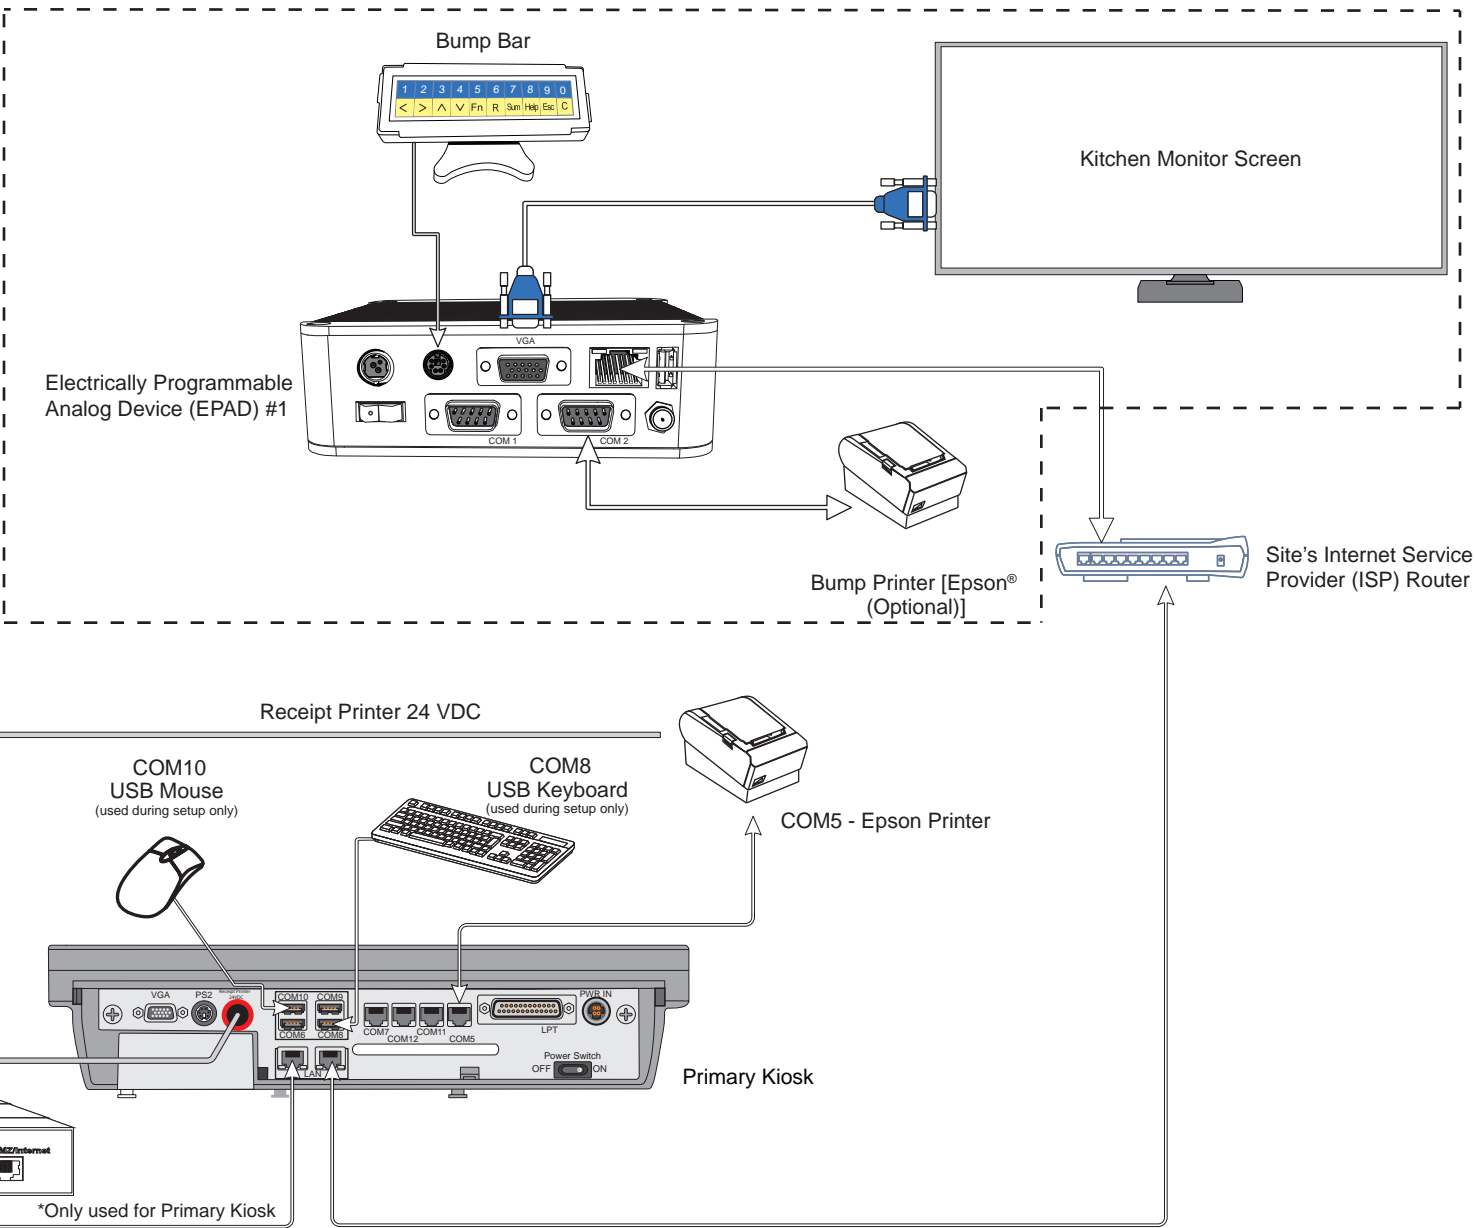 Bump Bar
1 2 3 4 5 6 7 8 9 0
< > ∧ ∨ Fn R Sum Help Esc C
Kitchen Monitor Screen
VGA
Electrically Programmable
Analog Device (EPAD) #1
COM 1
COM 2
Site's Internet Service
Provider (ISP) Router
Bump Printer [Epson®
(Optional)]
Receipt Printer 24 VDC
COM10
USB Mouse
(used during setup only)
COM8
USB Keyboard
(used during setup only)
COM5 - Epson Printer
VGA
PS2
Receipt Printer
24VDC
COM10
COM9
COM6
COM8
COM7
COM12
COM11
COM5
LPT
PWR IN
Power Switch
OFF
ON
LAN
Primary Kiosk
MZ/Internet
*Only used for Primary Kiosk